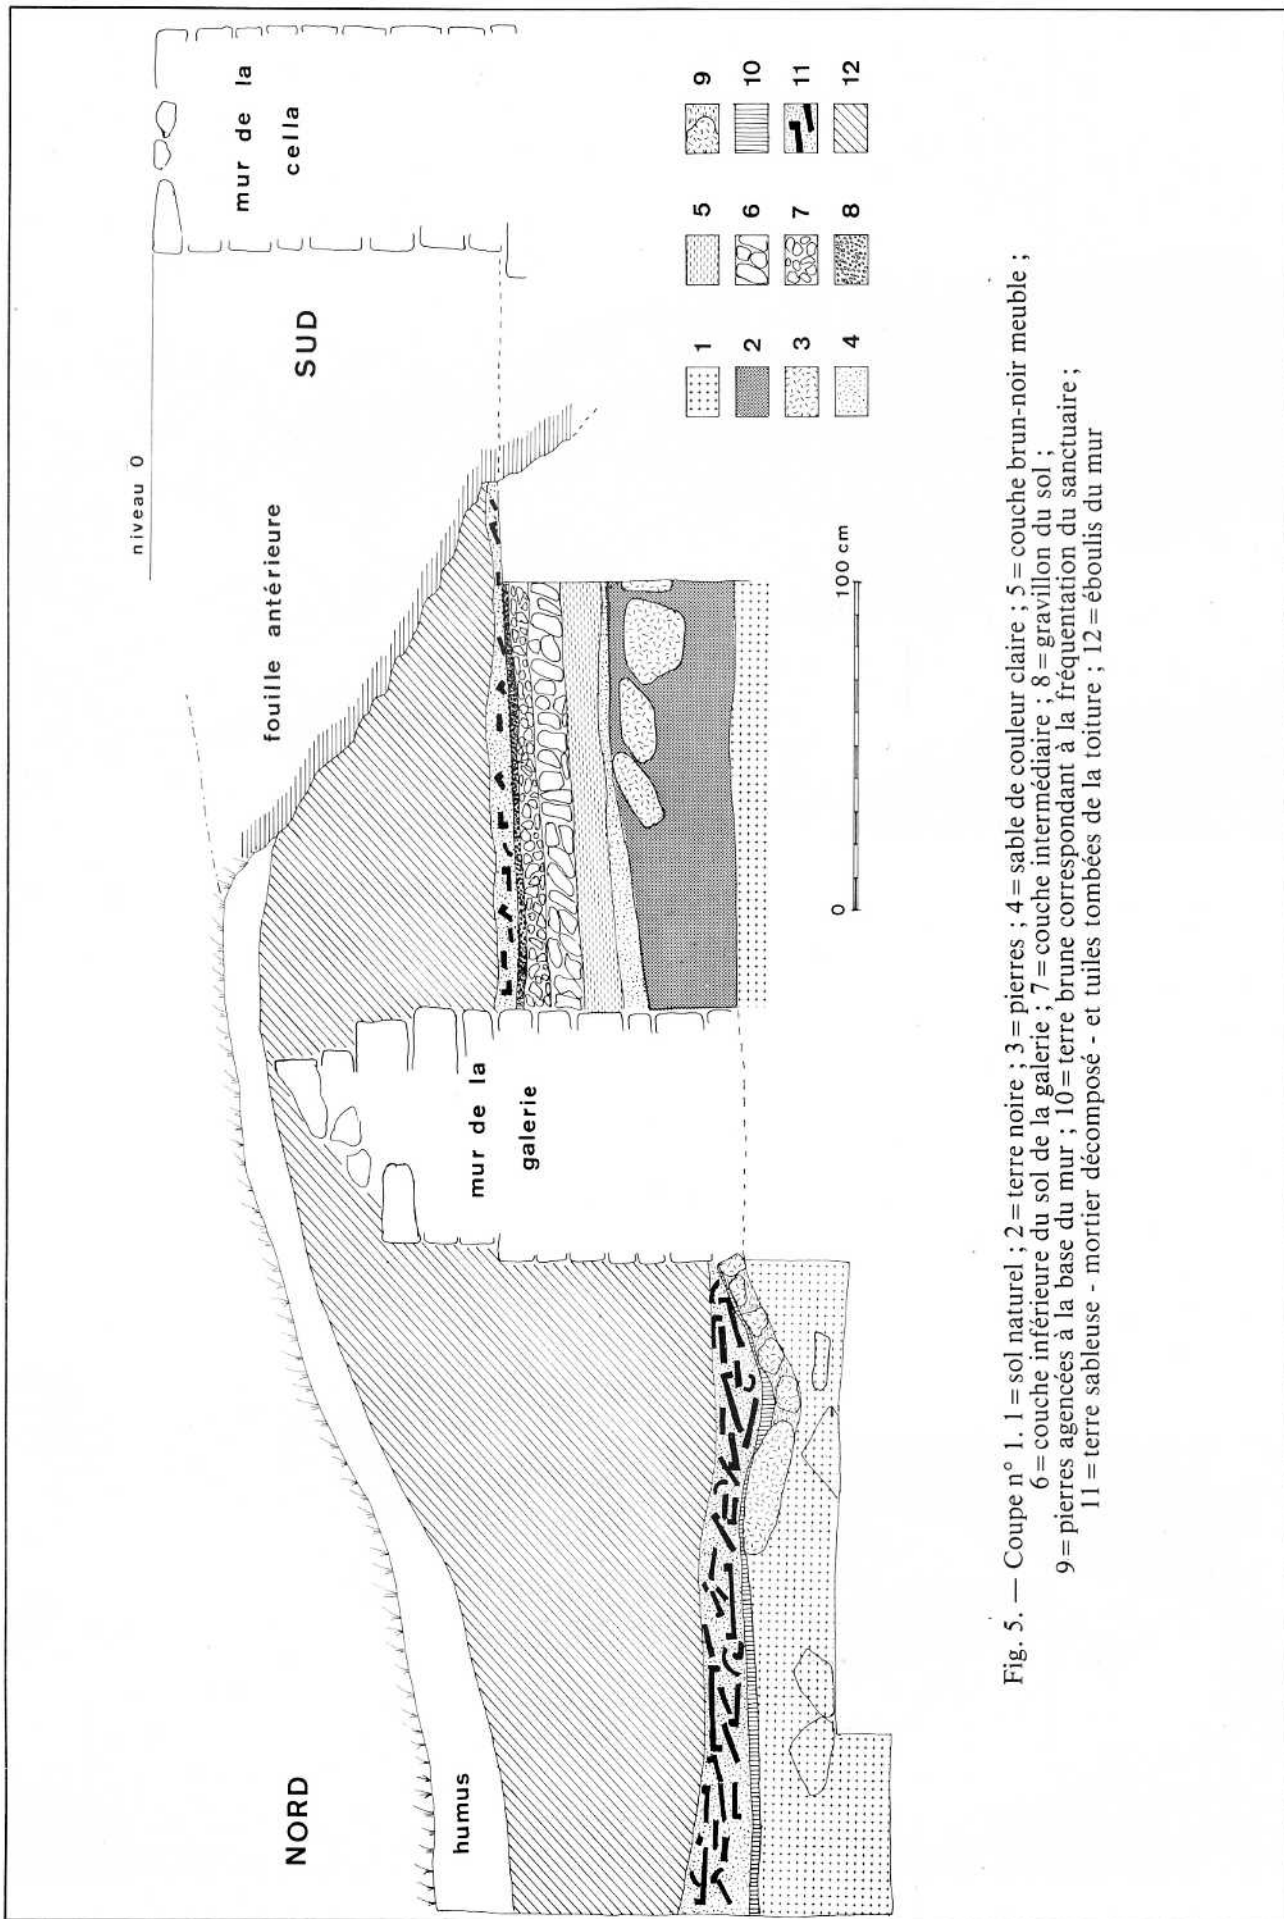 niveau 0
mur de la
cella
SUD
fouille antérieure
mur de la
galerie
NORD
humus
0 100 cm
1 5 9
2 6 10
3 7 11
4 8 12
Fig. 5. — Coupe n° 1. 1 = sol naturel ; 2 = terre noire ; 3 = pierres ; 4 = sable de couleur claire ; 5 = couche brun-noir meuble ;
6 = couche inférieure du sol de la galerie ; 7 = couche intermédiaire ; 8 = gravillon du sol ;
9 = pierres agencées à la base du mur ; 10 = terre brune correspondant à la fréquentation du sanctuaire ;
11 = terre sableuse - mortier décomposé - et tuiles tombées de la toiture ; 12 = éboulis du mur